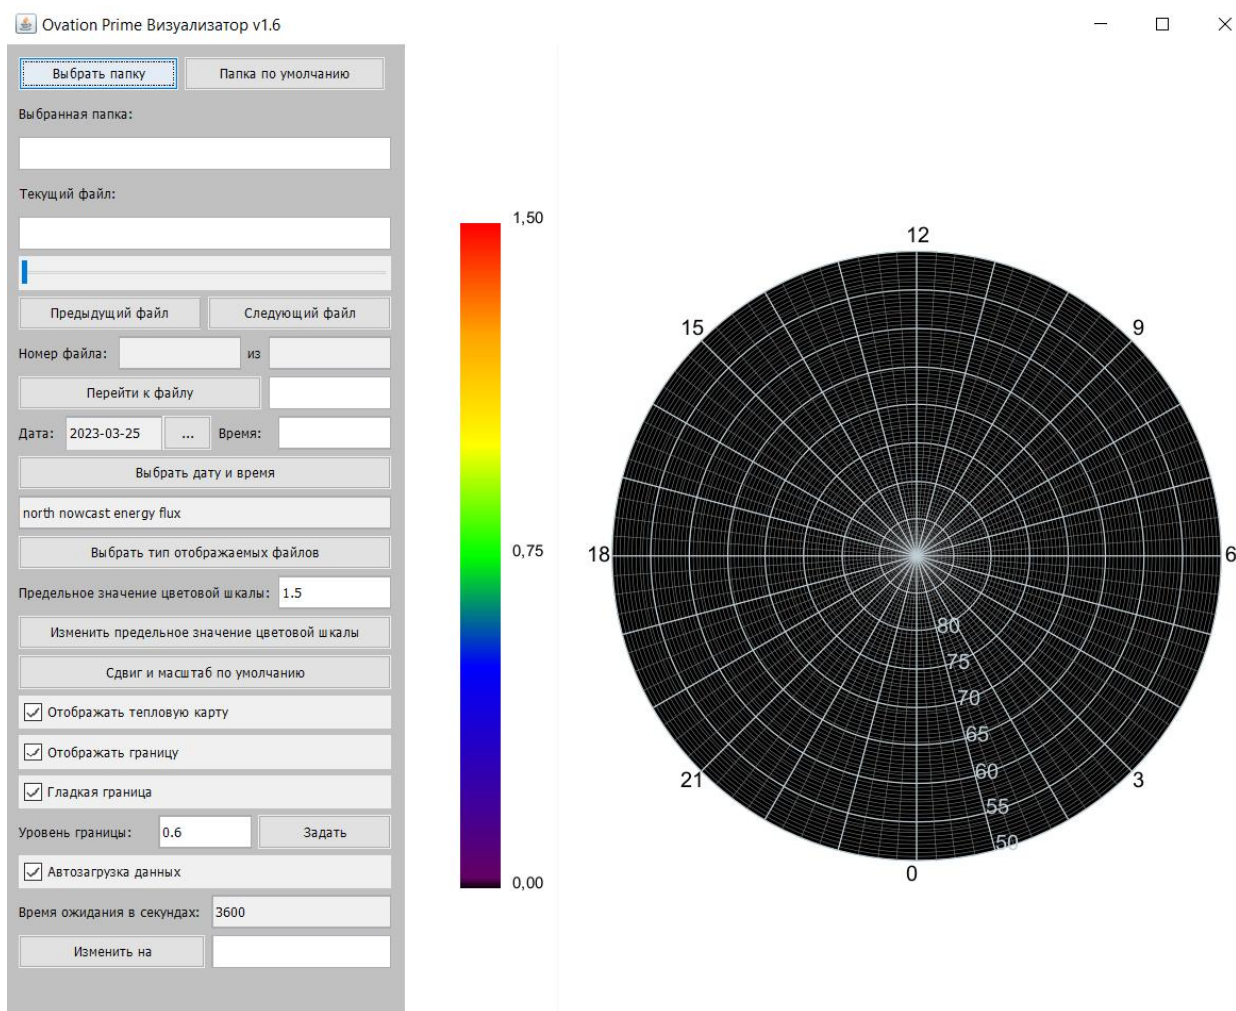 Ovation Prime Визуализатор v1.6
Выбрать папку Папка по умолчанию
Выбранная папка:
Текущий файл:
Предыдущий файл Следующий файл
Номер файла: из
Перейти к файлу
Дата: 2023-03-25 ... Время:
Выбрать дату и время
north nowcast energy flux
Выбрать тип отображаемых файлов
Предельное значение цветовой шкалы: 1.5
Изменить предельное значение цветовой шкалы
Сдвиг и масштаб по умолчанию
Отображать тепловую карту
Отображать границу
Гладкая граница
Уровень границы: 0.6 Задать
Автозагрузка данных
Время ожидания в секундах: 3600
Изменить на
1,50
0,75
0,00
12
15 9
18 6
80
75
70
65
60
21 3
55
50
0